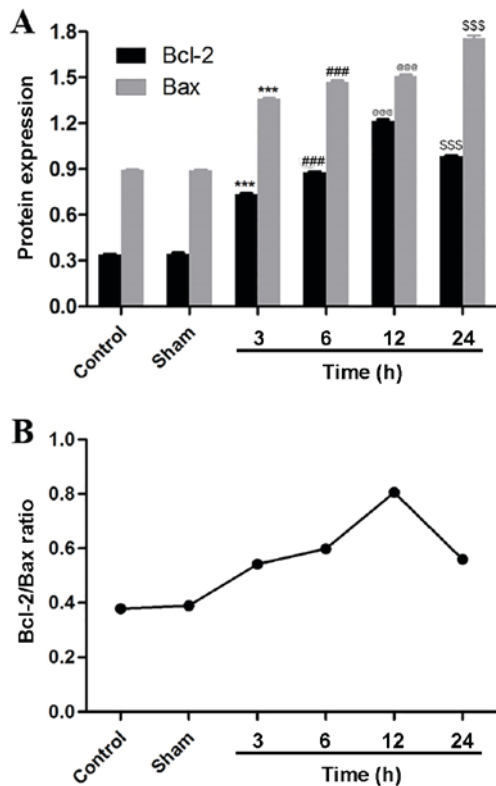 A
Protein expression
1.8
1.5
1.2
0.9
0.6
0.3
0.0
Bcl-2
Bax
***
***
###
###
@@@
@@@
$$$
$$$
Control
Sham
3
6
12
24
Time (h)
B
Bcl-2/Bax ratio
1.0
0.8
0.6
0.4
0.2
0.0
Control
Sham
3
6
12
24
Time (h)